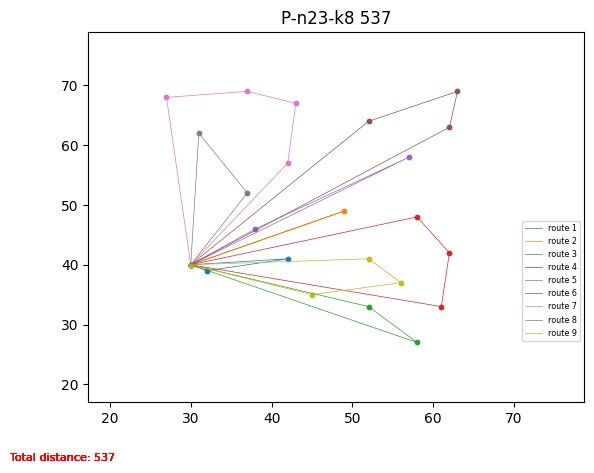 P-n23-k8 537
70
60
50
40
30
20
20 30 40 50 60 70
route 1
route 2
route 3
route 4
route 5
route 6
route 7
route 8
route 9
Total distance: 537